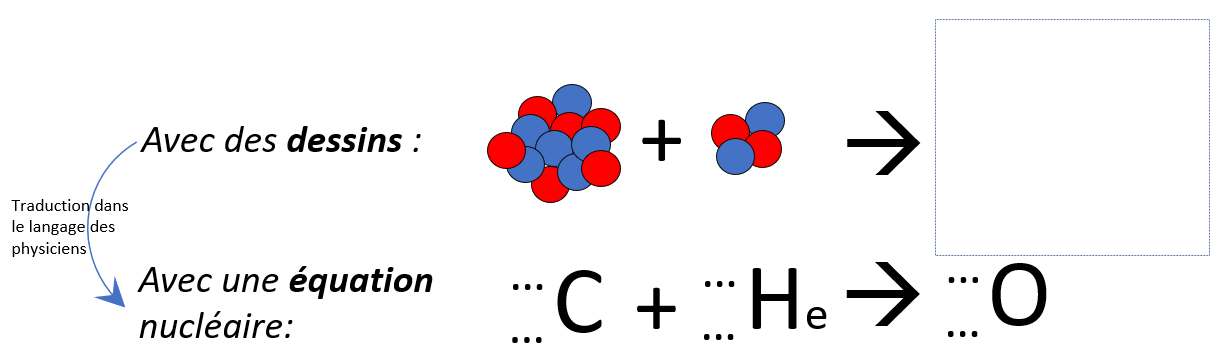 Avec des dessins :
+ →
Traduction dans
le langage des
physiciens
Avec une équation
nucléaire:
... ... C + ... ... He → ... ... O